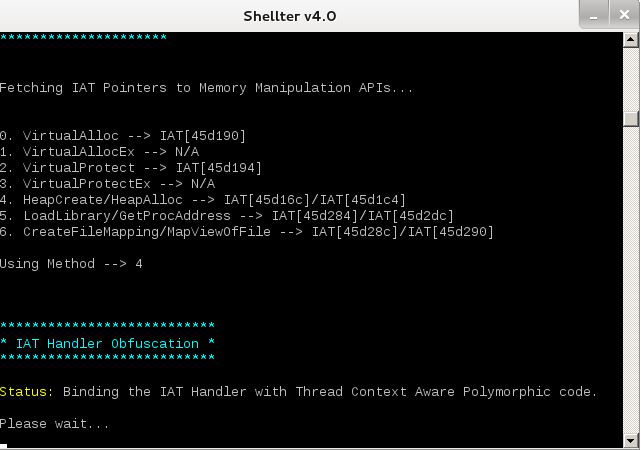 Shellter v4.0
*********************
Fetching IAT Pointers to Memory Manipulation APIs...
0. VirtualAlloc --> IAT[45d190]
1. VirtualAllocEx --> N/A
2. VirtualProtect --> IAT[45d194]
3. VirtualProtectEx --> N/A
4. HeapCreate/HeapAlloc --> IAT[45d16c]/IAT[45d1c4]
5. LoadLibrary/GetProcAddress --> IAT[45d284]/IAT[45d2dc]
6. CreateFileMapping/MapViewOfFile --> IAT[45d28c]/IAT[45d290]
Using Method --> 4
***************************
* IAT Handler Obfuscation *
***************************
Status: Binding the IAT Handler with Thread Context Aware Polymorphic code.
Please wait...